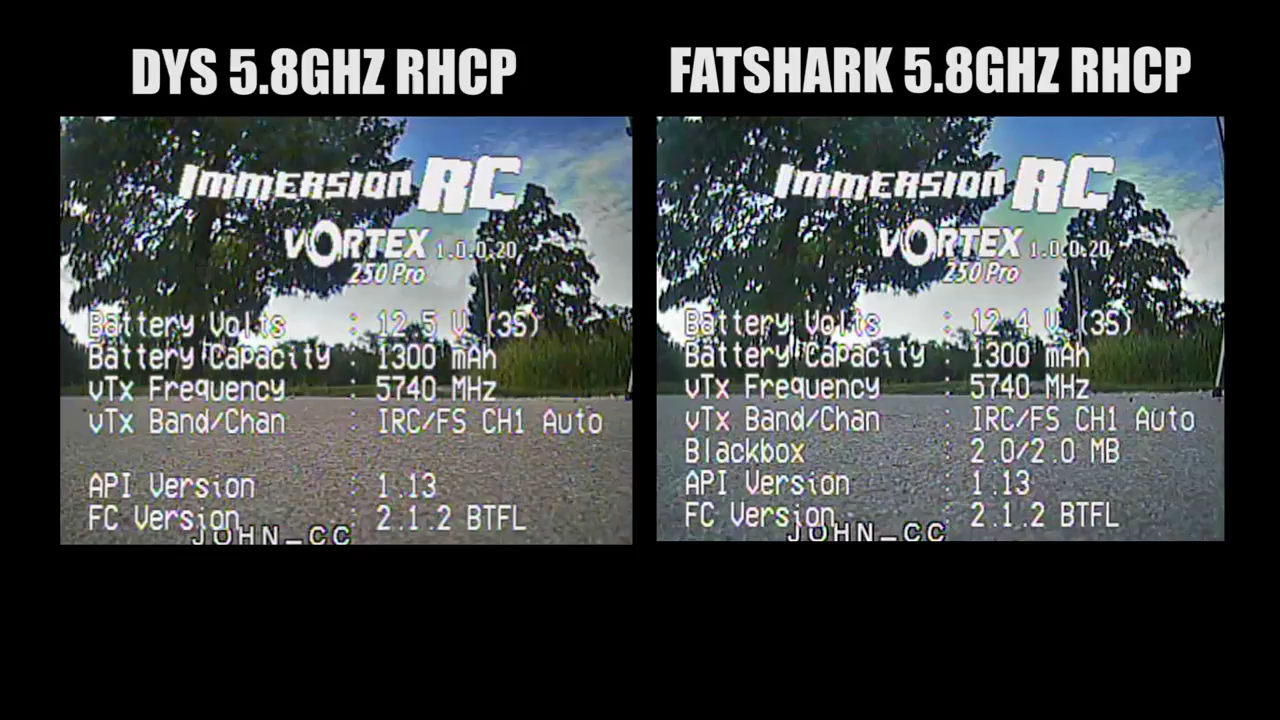 DYS 5.8GHZ RHCP
IMMERSION RC
VORTEX 1.0.0.20
250 Pro
Battery Volts : 12.5 V (3S)
Battery Capacity : 1300 mAh
vTx Frequency : 5740 MHz
vTx Band/Chan : IRC/FS CH1 Auto
API Version : 1.13
FC Version : 2.1.2 BTFL
JOHN_CC
FATSHARK 5.8GHZ RHCP
IMMERSION RC
VORTEX 1.0.0.20
250 Pro
Battery Volts : 12.4 V (3S)
Battery Capacity : 1300 mAh
vTx Frequency : 5740 MHz
vTx Band/Chan : IRC/FS CH1 Auto
Blackbox : 2.0/2.0 MB
API Version : 1.13
FC Version : 2.1.2 BTFL
JOHN_CC